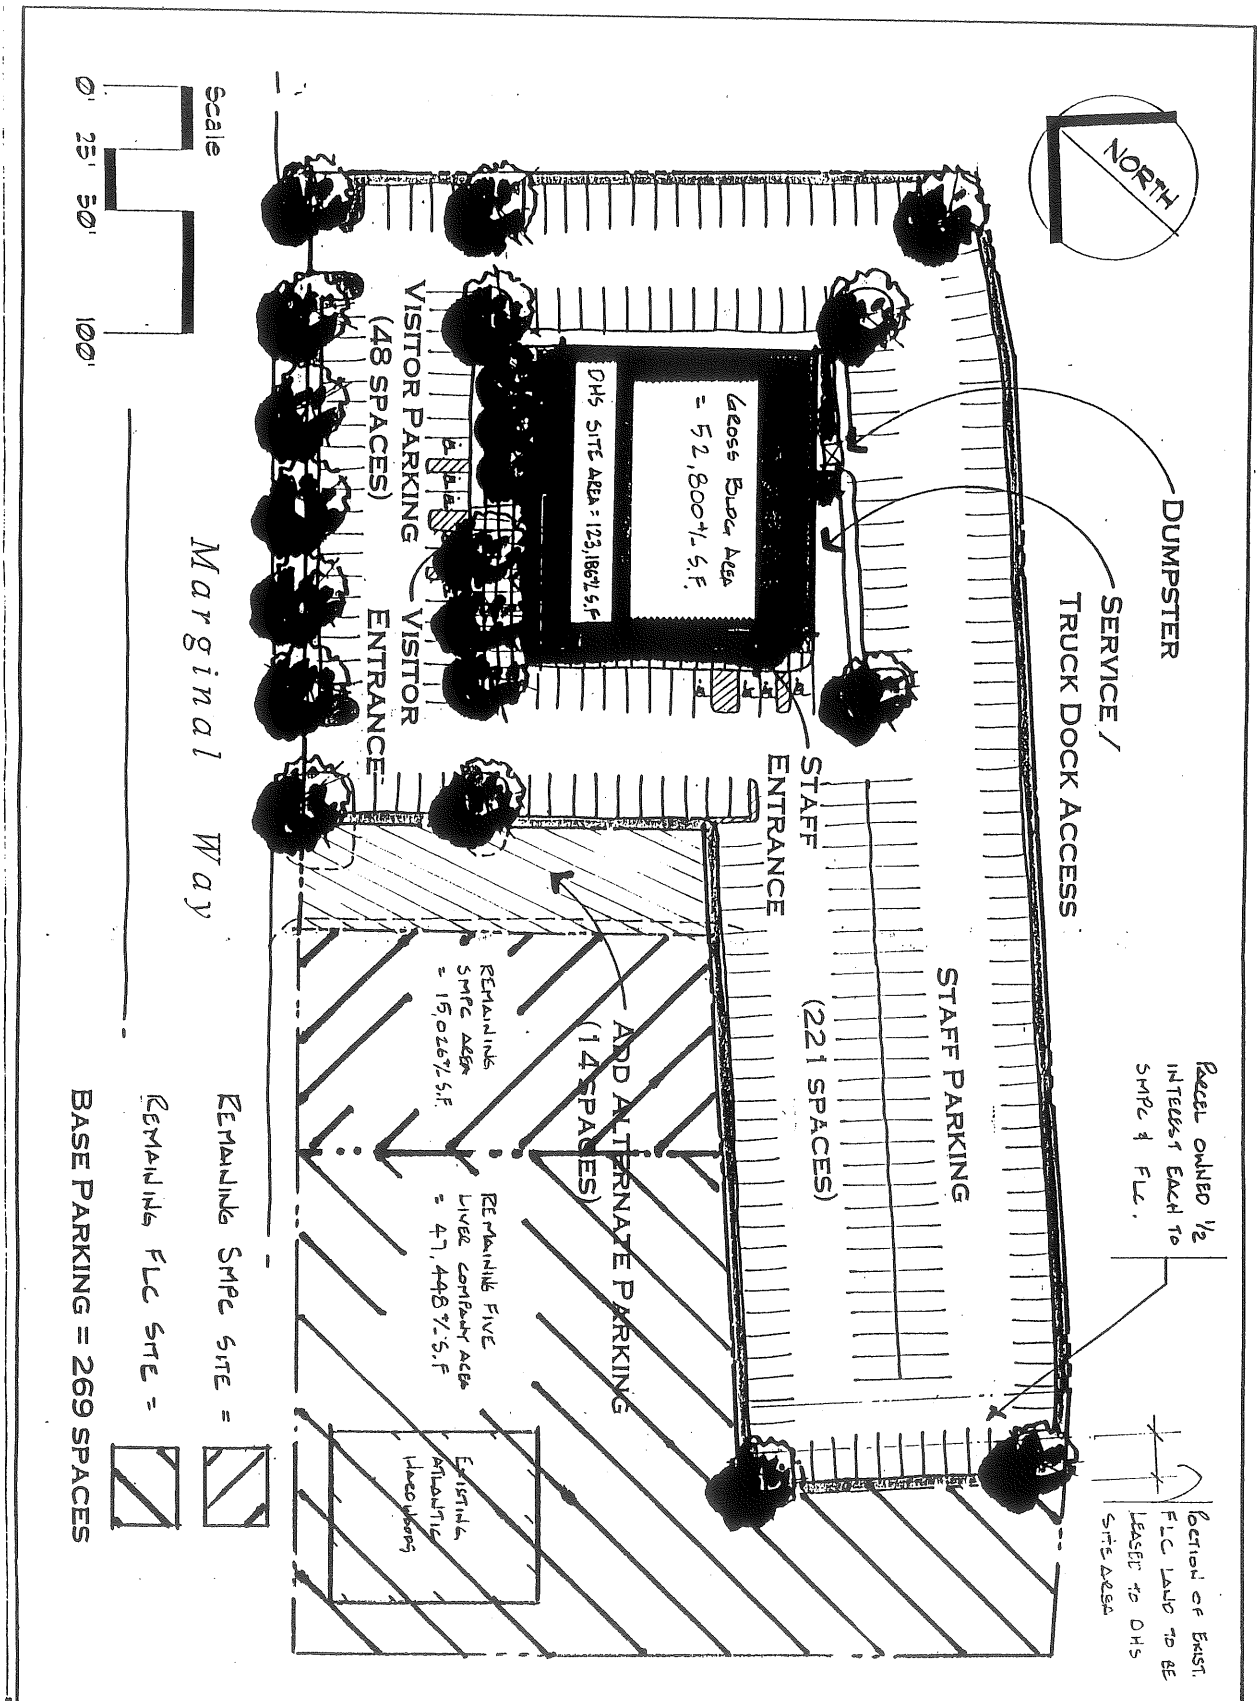 NORTH
DUMPSTER
SERVICE /
TRUCK DOCK ACCESS
PARCEL OWNED 1/2
INTEREST EACH TO
SMPC & FLC.
PORTION OF EXIST.
FLC LAND TO BE
LEASED TO DHS
SITE AREA
STAFF PARKING
(221 SPACES)
STAFF
ENTRANCE
GROSS BLDG AREA
= 52,800 +/- S.F.
DHS SITE AREA = 123,186 +/- S.F
VISITOR PARKING
(48 SPACES)
VISITOR
ENTRANCE
ADD ALTERNATE PARKING
(14 SPACES)
REMAINING
SMPC AREA
= 15,026 +/- S.F
REMAINING FIVE
LIVER COMPANY AREA
= 47,448 +/- S.F
EXISTING
ATLANTIC
HARDWOODS
Marginal Way
Scale
0' 25' 50' 100'
REMAINING SMPC SITE =
REMAINING FLC SITE =
BASE PARKING = 269 SPACES